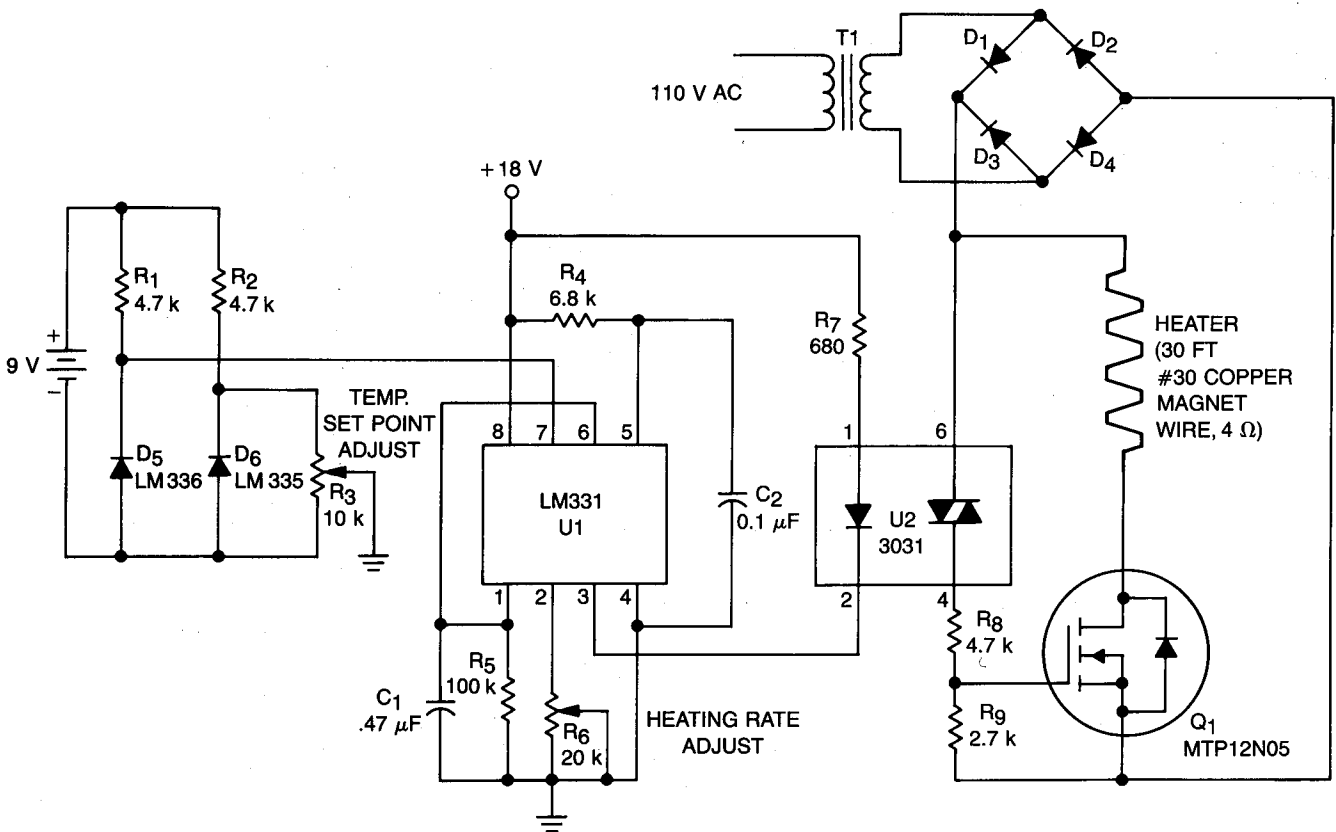 T1
110 V AC
D1
D2
D3
D4
+18 V
R1
4.7 k
R2
4.7 k
+
9 V
−
TEMP.
SET POINT
ADJUST
D5
LM 336
D6
LM 335
R3
10 k
R4
6.8 k
R7
680
HEATER
(30 FT
#30 COPPER
MAGNET
WIRE, 4 Ω)
8 7 6 5
LM331
U1
1 2 3 4
C2
0.1 μF
1 6
U2
3031
2 4
C1
.47 μF
R5
100 k
R6
20 k
HEATING RATE
ADJUST
R8
4.7 k
R9
2.7 k
Q1
MTP12N05